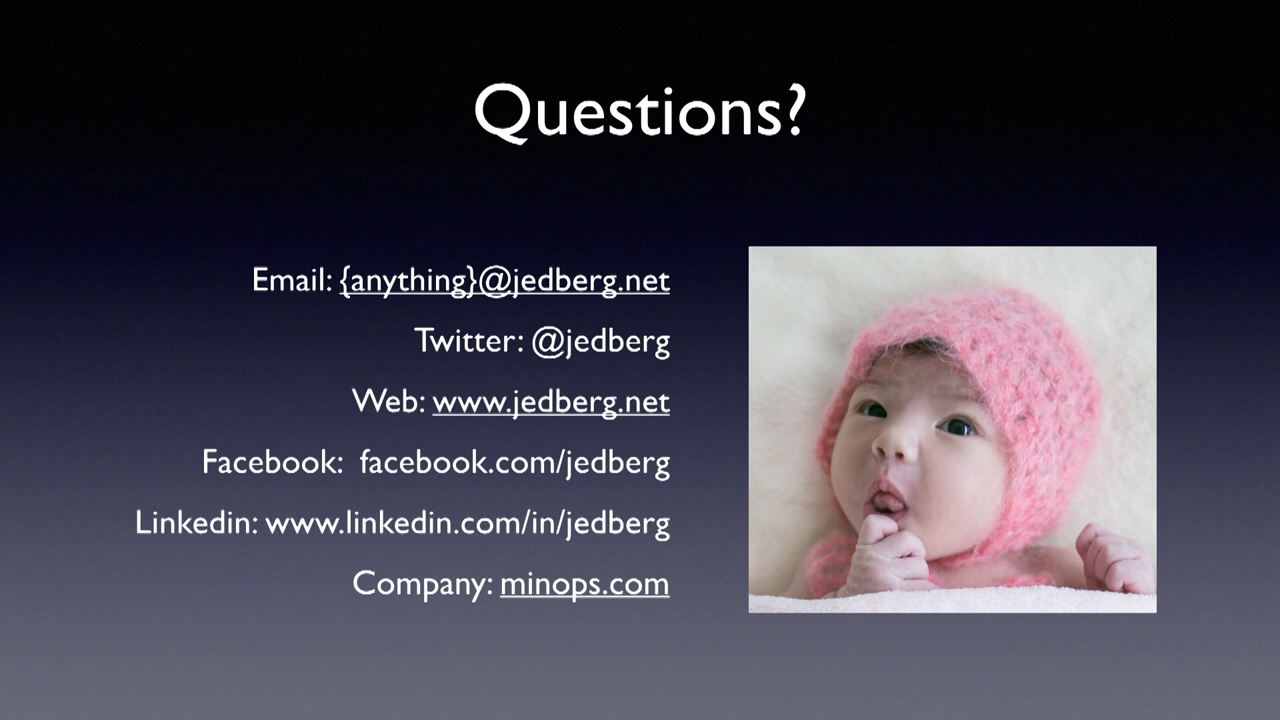 Questions?
Email: {anything}@jedberg.net
Twitter: @jedberg
Web: www.jedberg.net
Facebook:  facebook.com/jedberg
Linkedin: www.linkedin.com/in/jedberg
Company: minops.com